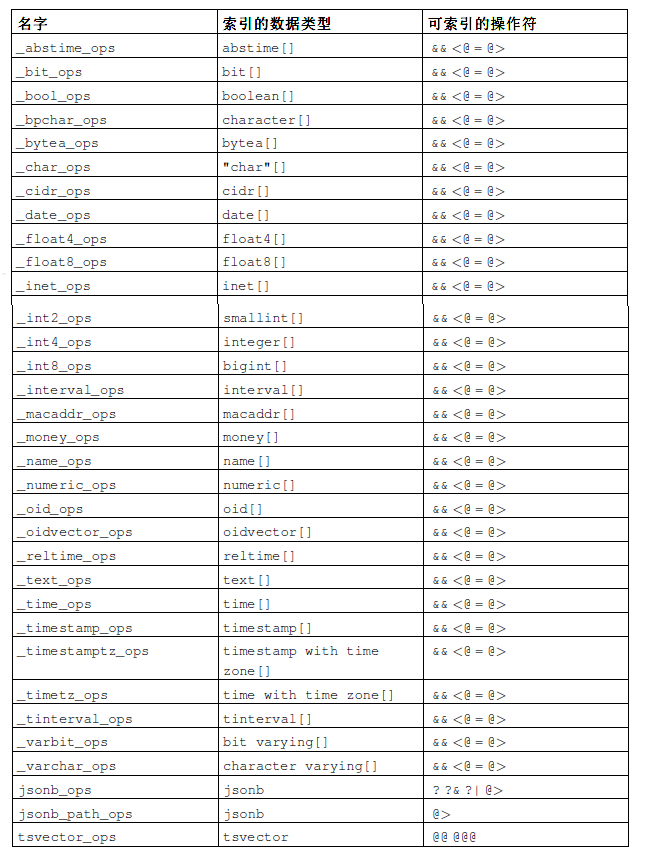 名字 索引的数据类型 可索引的操作符
_abstime_ops abstime[] && <@ = @>
_bit_ops bit[] && <@ = @>
_bool_ops boolean[] && <@ = @>
_bpchar_ops character[] && <@ = @>
_bytea_ops bytea[] && <@ = @>
_char_ops "char"[] && <@ = @>
_cidr_ops cidr[] && <@ = @>
_date_ops date[] && <@ = @>
_float4_ops float4[] && <@ = @>
_float8_ops float8[] && <@ = @>
_inet_ops inet[] && <@ = @>
_int2_ops smallint[] && <@ = @>
_int4_ops integer[] && <@ = @>
_int8_ops bigint[] && <@ = @>
_interval_ops interval[] && <@ = @>
_macaddr_ops macaddr[] && <@ = @>
_money_ops money[] && <@ = @>
_name_ops name[] && <@ = @>
_numeric_ops numeric[] && <@ = @>
_oid_ops oid[] && <@ = @>
_oidvector_ops oidvector[] && <@ = @>
_reltime_ops reltime[] && <@ = @>
_text_ops text[] && <@ = @>
_time_ops time[] && <@ = @>
_timestamp_ops timestamp[] && <@ = @>
_timestamptz_ops timestamp with time && <@ = @>
zone[]
_timetz_ops time with time zone[] && <@ = @>
_tinterval_ops tinterval[] && <@ = @>
_varbit_ops bit varying[] && <@ = @>
_varchar_ops character varying[] && <@ = @>
jsonb_ops jsonb ? ?& ?| @>
jsonb_path_ops jsonb @>
tsvector_ops tsvector @@ @@@